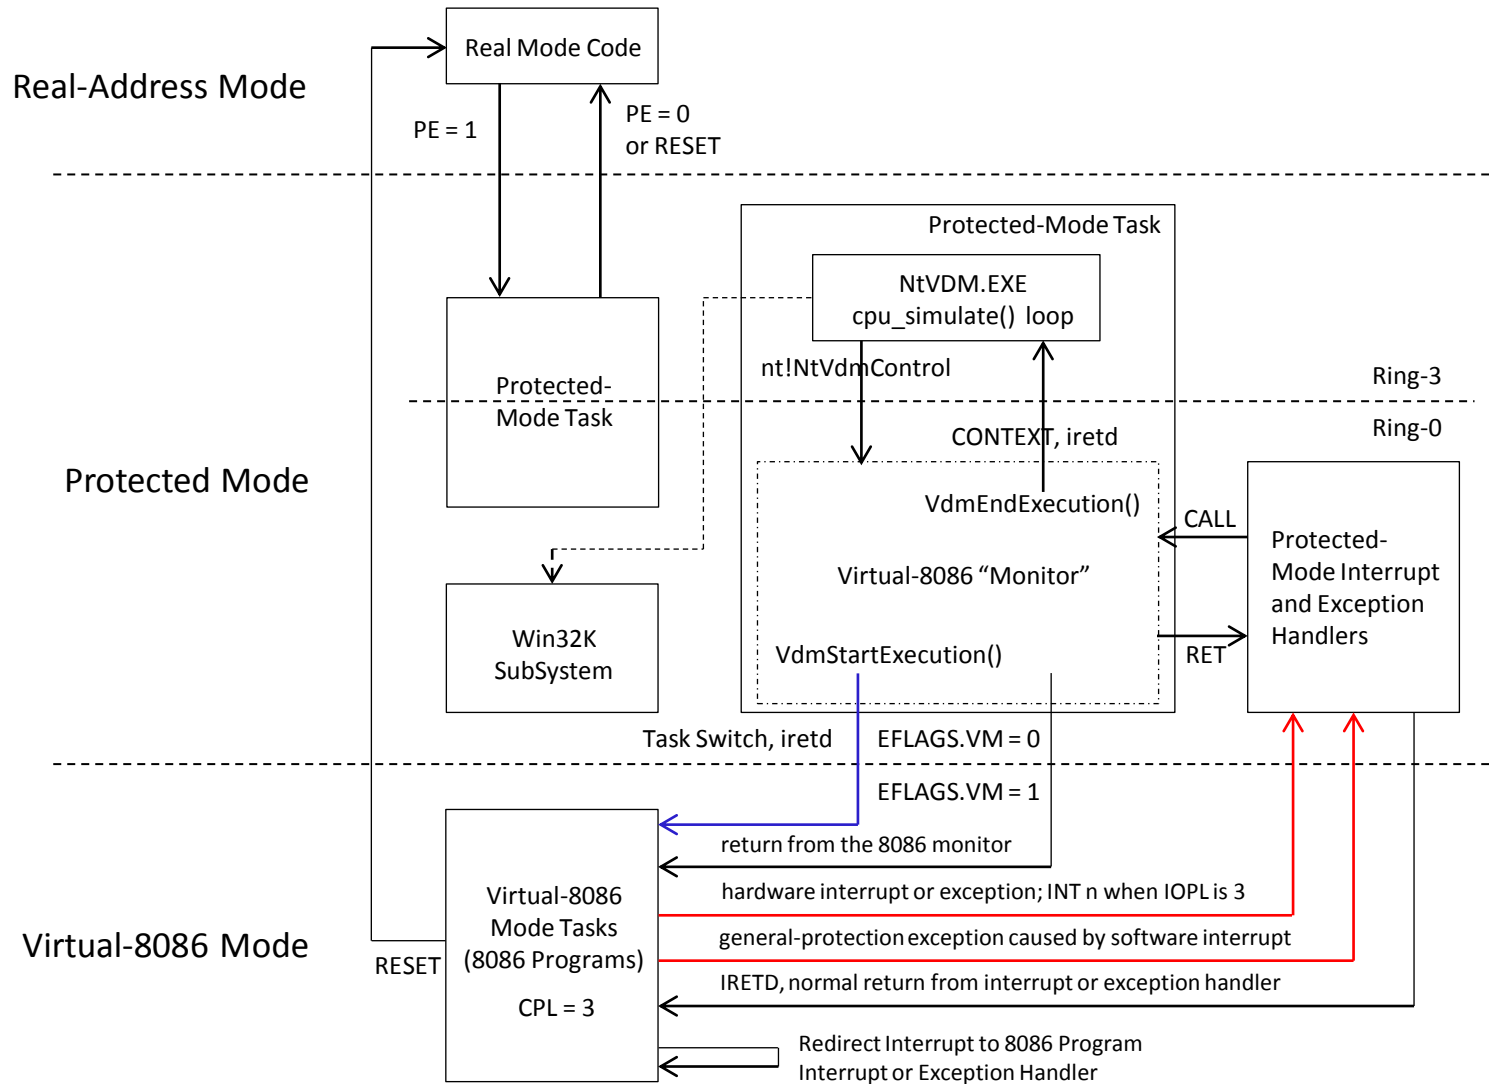 Real Mode Code
Real-Address Mode
PE = 1
PE = 0
or RESET
Protected-Mode Task
NtVDM.EXE
cpu_simulate() loop
nt!NtVdmControl
Protected-
Mode Task
Ring-3
Ring-0
CONTEXT, iretd
Protected Mode
VdmEndExecution()
CALL
Protected-
Mode Interrupt
and Exception
Handlers
Virtual-8086 “Monitor”
Win32K
SubSystem
VdmStartExecution()
RET
Task Switch, iretd
EFLAGS.VM = 0
EFLAGS.VM = 1
return from the 8086 monitor
Virtual-8086
Mode Tasks
(8086 Programs)
CPL = 3
hardware interrupt or exception; INT n when IOPL is 3
general-protection exception caused by software interrupt
Virtual-8086 Mode
RESET
IRETD, normal return from interrupt or exception handler
Redirect Interrupt to 8086 Program
Interrupt or Exception Handler